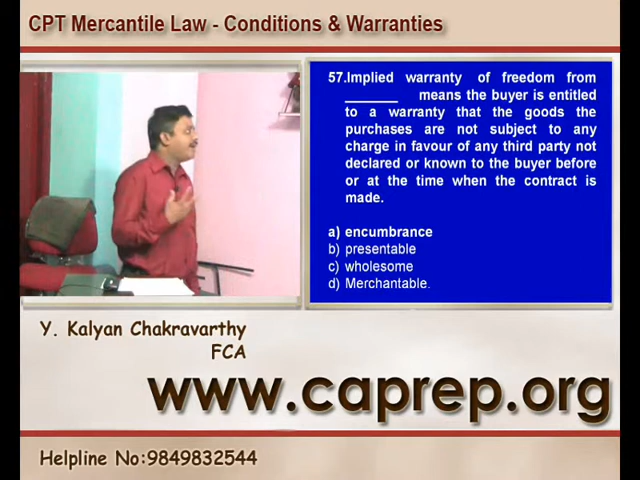 CPT Mercantile Law - Conditions & Warranties
57.Implied warranty of freedom from
_______ means the buyer is entitled
to a warranty that the goods the
purchases are not subject to any
charge in favour of any third party not
declared or known to the buyer before
or at the time when the contract is
made.
a) encumbrance
b) presentable
c) wholesome
d) Merchantable.
Y. Kalyan Chakravarthy
FCA
www.caprep.org
Helpline No:9849832544